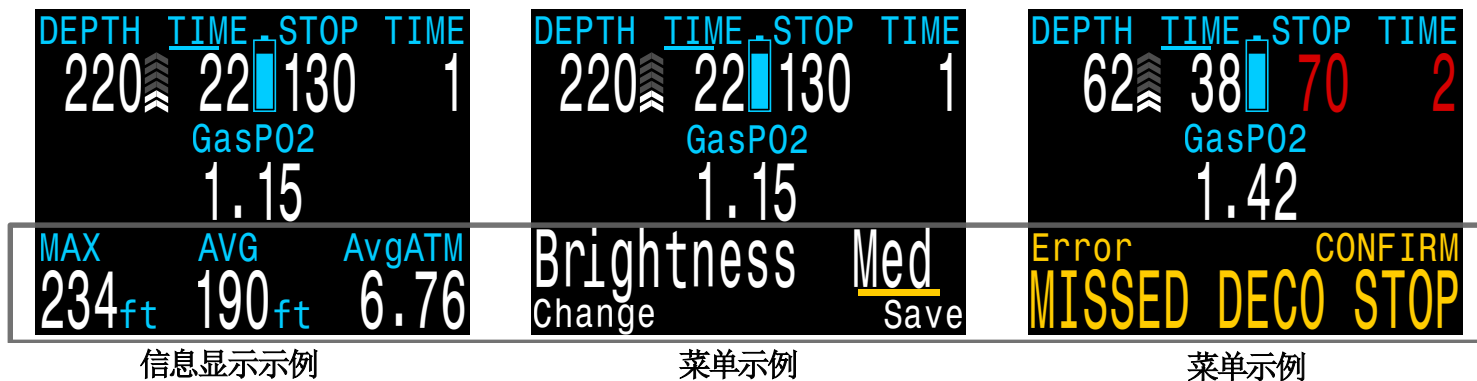 DEPTH TIME STOP TIME
220 22 130 1
GasPO2
1.15
MAX AVG AvgATM
234ft 190ft 6.76
信息显示示例
DEPTH TIME STOP TIME
220 22 130 1
GasPO2
1.15
Brightness Med
Change Save
菜单示例
DEPTH TIME STOP TIME
62 38 70 2
GasPO2
1.42
Error CONFIRM
MISSED DECO STOP
菜单示例